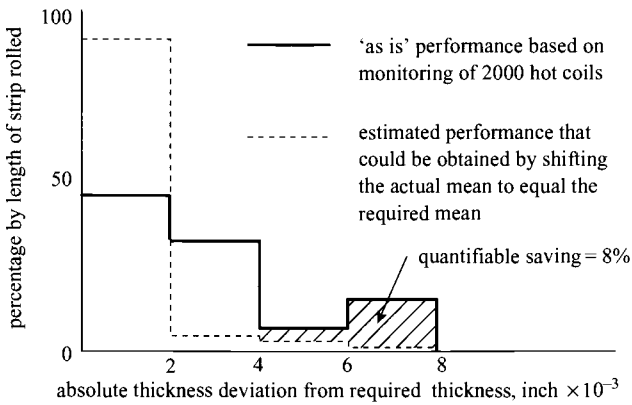 100
50
0
percentage by length of strip rolled
'as is' performance based on
monitoring of 2000 hot coils
estimated performance that
could be obtained by shifting
the actual mean to equal the
required mean
quantifiable saving = 8%
2 4 6 8
absolute thickness deviation from required thickness, inch ×10⁻³